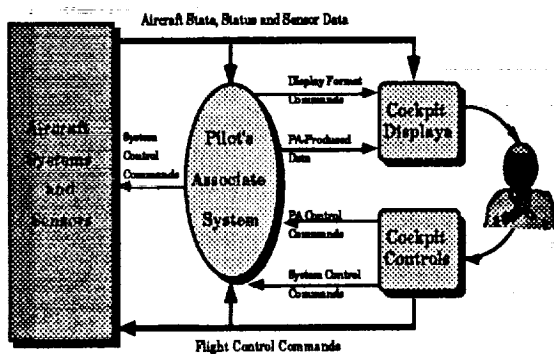 Aircraft State, Status and Sensor Data
Aircraft
Systems
and
Sensors
System
Control
Commands
Pilot's
Associate
System
Display Format
Commands
PA-Produced
Data
Cockpit
Displays
PA Control
Commands
System Control
Commands
Cockpit
Controls
Flight Control Commands